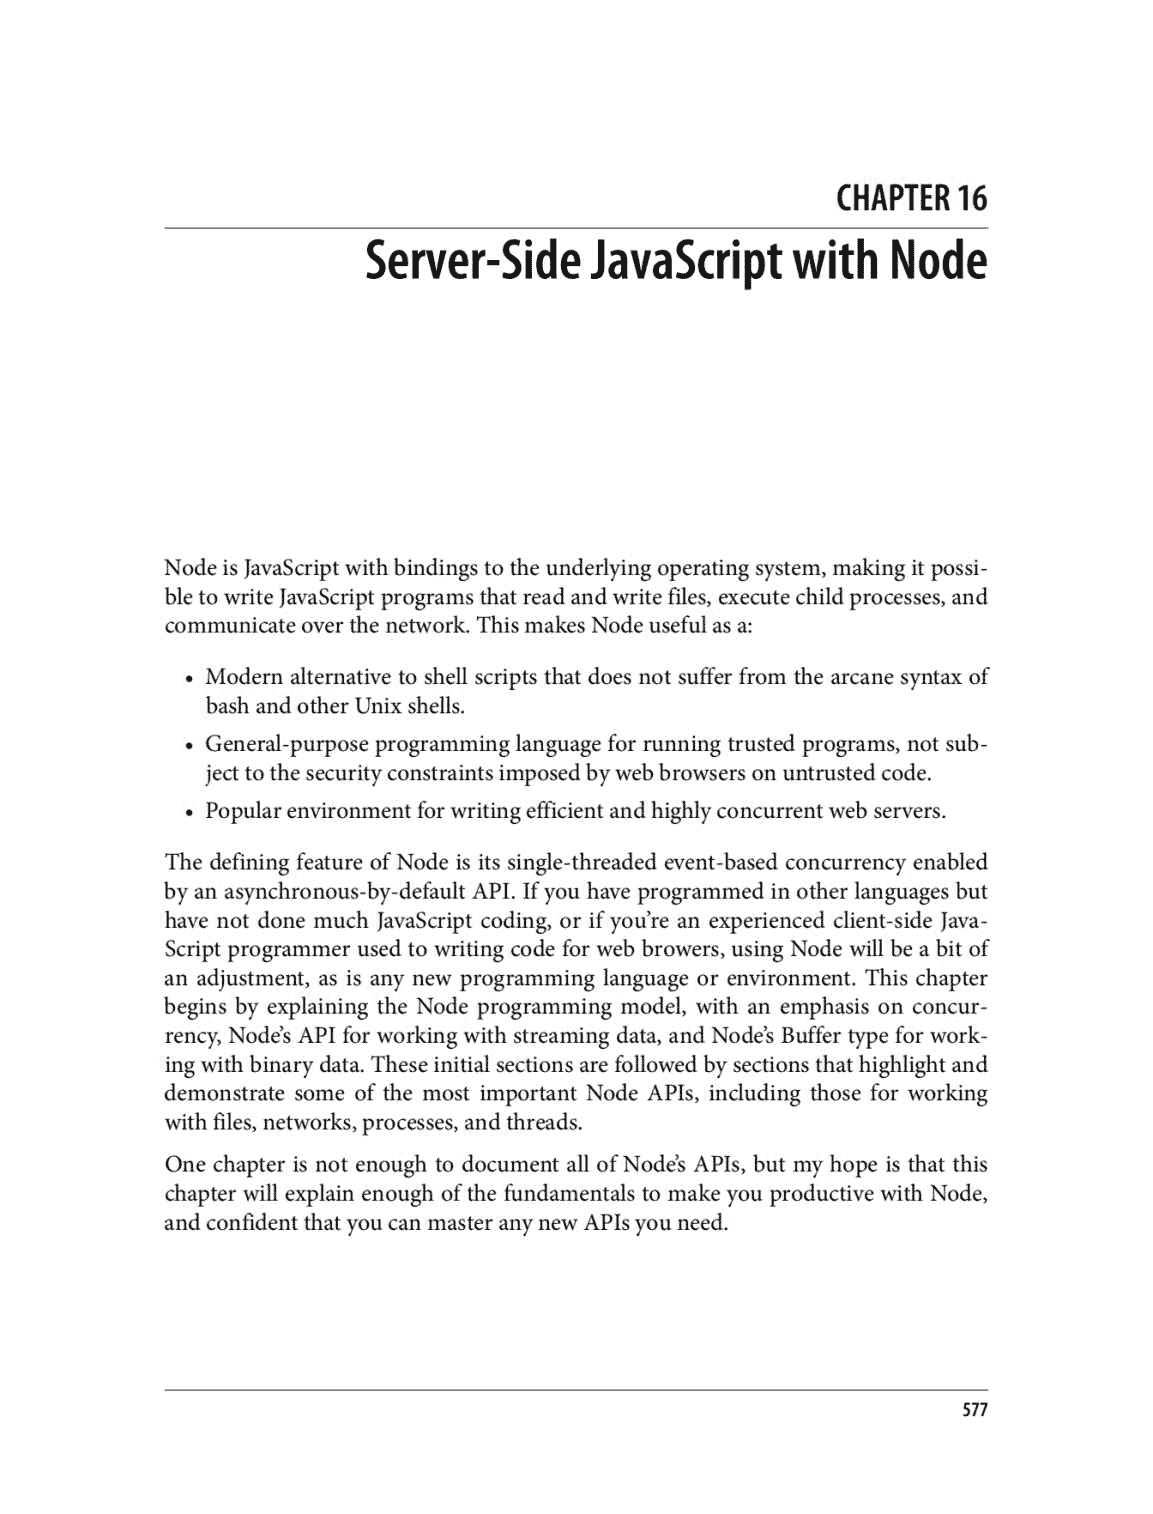 CHAPTER 16
Server-Side JavaScript with Node
Node is JavaScript with bindings to the underlying operating system, making it possi-
ble to write JavaScript programs that read and write files, execute child processes, and
communicate over the network. This makes Node useful as a:
• Modern alternative to shell scripts that does not suffer from the arcane syntax of
bash and other Unix shells.
• General-purpose programming language for running trusted programs, not sub-
ject to the security constraints imposed by web browsers on untrusted code.
• Popular environment for writing efficient and highly concurrent web servers.
The defining feature of Node is its single-threaded event-based concurrency enabled
by an asynchronous-by-default API. If you have programmed in other languages but
have not done much JavaScript coding, or if you’re an experienced client-side Java-
Script programmer used to writing code for web browers, using Node will be a bit of
an adjustment, as is any new programming language or environment. This chapter
begins by explaining the Node programming model, with an emphasis on concur-
rency, Node’s API for working with streaming data, and Node’s Buffer type for work-
ing with binary data. These initial sections are followed by sections that highlight and
demonstrate some of the most important Node APIs, including those for working
with files, networks, processes, and threads.
One chapter is not enough to document all of Node’s APIs, but my hope is that this
chapter will explain enough of the fundamentals to make you productive with Node,
and confident that you can master any new APIs you need.
577